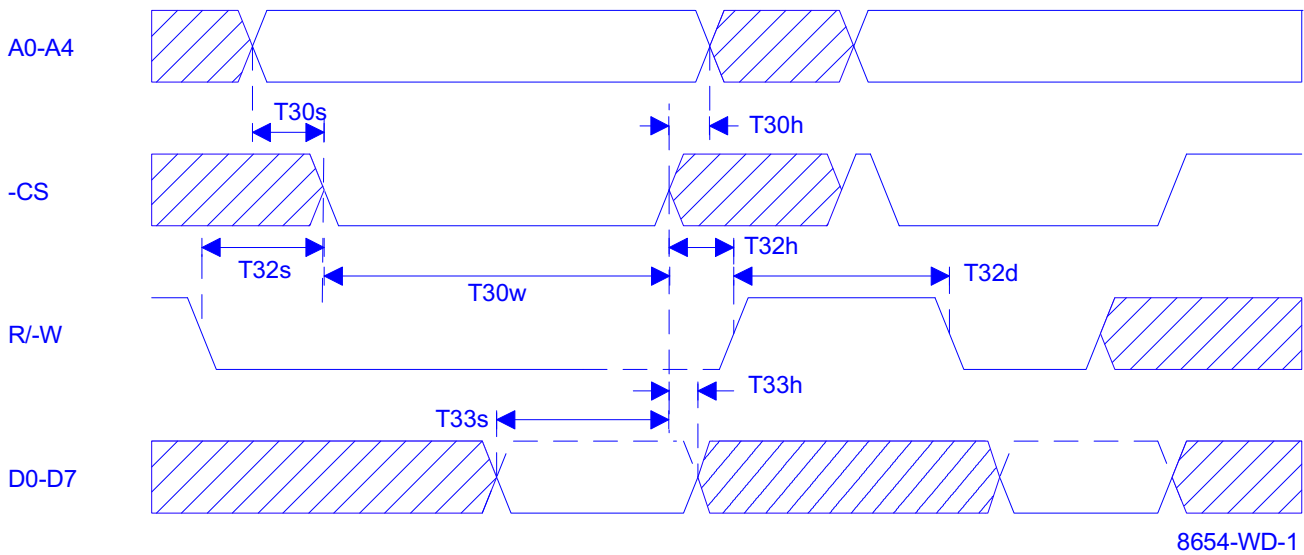 A0-A4
T30s
T30h
-CS
T32s
T30w
T32h
T32d
R/-W
T33s
T33h
D0-D7
8654-WD-1